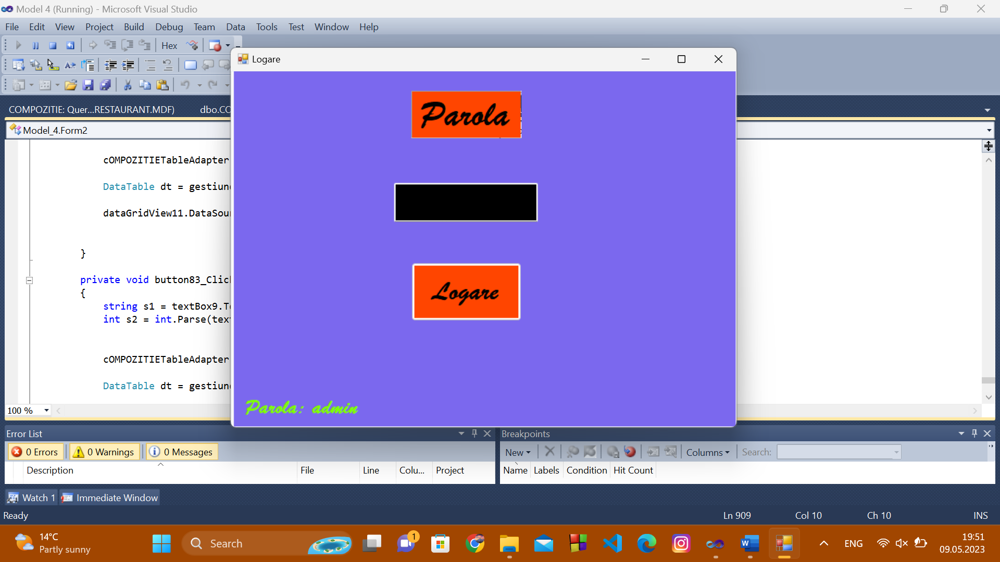 Model 4 (Running) - Microsoft Visual Studio
File Edit View Project Build Debug Team Data Tools Test Window Help
Hex
Logare
COMPOZITIE: Quer...RESTAURANT.MDF) dbo.CO
Model_4.Form2
Parola
cOMPOZITIETableAdapter
DataTable dt = gestiun
dataGridView11.DataSou
}
private void button83_Clic
{
string s1 = textBox9.T
int s2 = int.Parse(tex
Logare
cOMPOZITIETableAdapter
DataTable dt = gestiun
Parola: admin
100 %
Error List
0 Errors 0 Warnings 0 Messages
Description File Line Colu... Project
Breakpoints
New Columns Search:
Name Labels Condition Hit Count
Watch 1 Immediate Window
Ready Ln 909 Col 10 Ch 10 INS
14°C
Partly sunny
Search
1
ENG
19:51
09.05.2023